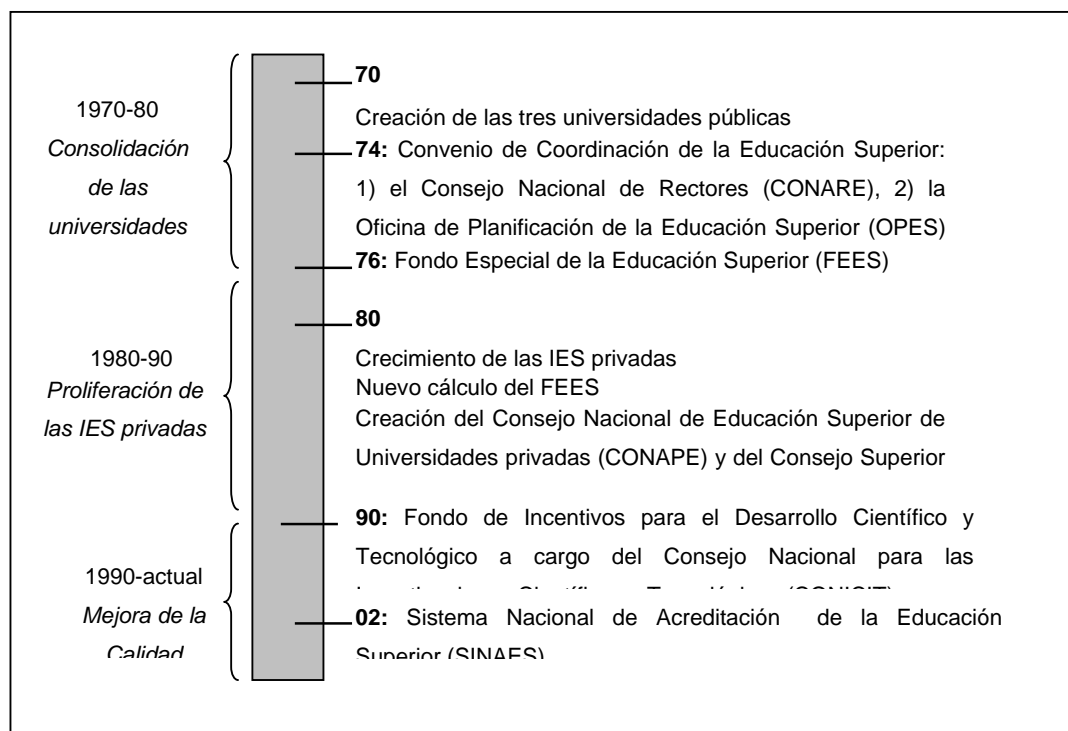 1970-80
Consolidación
de las
universidades
70
Creación de las tres universidades públicas
74: Convenio de Coordinación de la Educación Superior:
1) el Consejo Nacional de Rectores (CONARE), 2) la
Oficina de Planificación de la Educación Superior (OPES)
76: Fondo Especial de la Educación Superior (FEES)
1980-90
Proliferación de
las IES privadas
80
Crecimiento de las IES privadas
Nuevo cálculo del FEES
Creación del Consejo Nacional de Educación Superior de
Universidades privadas (CONAPE) y del Consejo Superior
1990-actual
Mejora de la
Calidad
90: Fondo de Incentivos para el Desarrollo Científico y
Tecnológico a cargo del Consejo Nacional para las
02: Sistema Nacional de Acreditación de la Educación
Superior (SINAES)